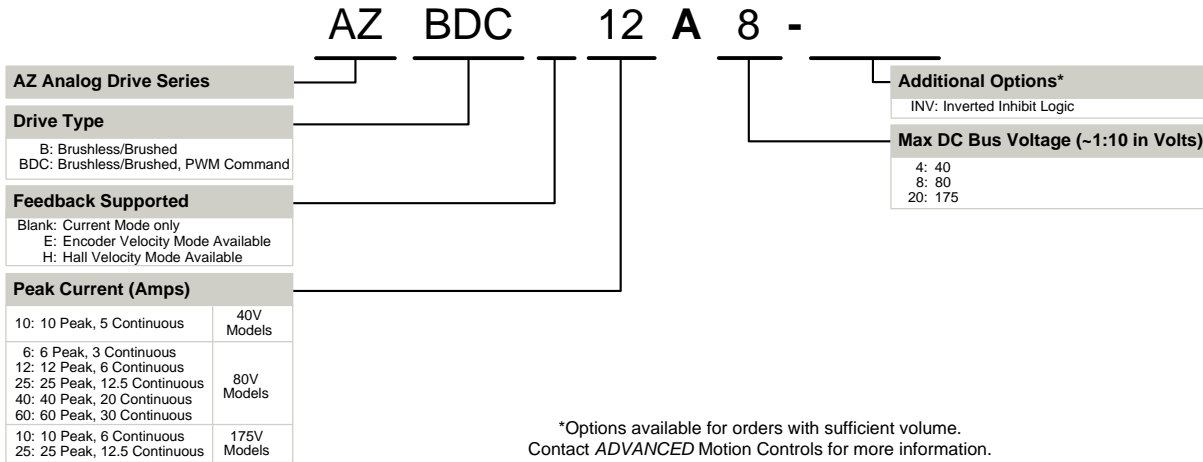 AZ BDC 12 A 8 -
AZ Analog Drive Series
Drive Type
B: Brushless/Brushed
BDC: Brushless/Brushed, PWM Command
Feedback Supported
Blank: Current Mode only
E: Encoder Velocity Mode Available
H: Hall Velocity Mode Available
Peak Current (Amps)
10: 10 Peak, 5 Continuous
40V
Models
6: 6 Peak, 3 Continuous
12: 12 Peak, 6 Continuous
25: 25 Peak, 12.5 Continuous
40: 40 Peak, 20 Continuous
60: 60 Peak, 30 Continuous
80V
Models
10: 10 Peak, 6 Continuous
25: 25 Peak, 12.5 Continuous
175V
Models
Additional Options*
INV: Inverted Inhibit Logic
Max DC Bus Voltage (~1:10 in Volts)
4: 40
8: 80
20: 175
*Options available for orders with sufficient volume.
Contact ADVANCED Motion Controls for more information.